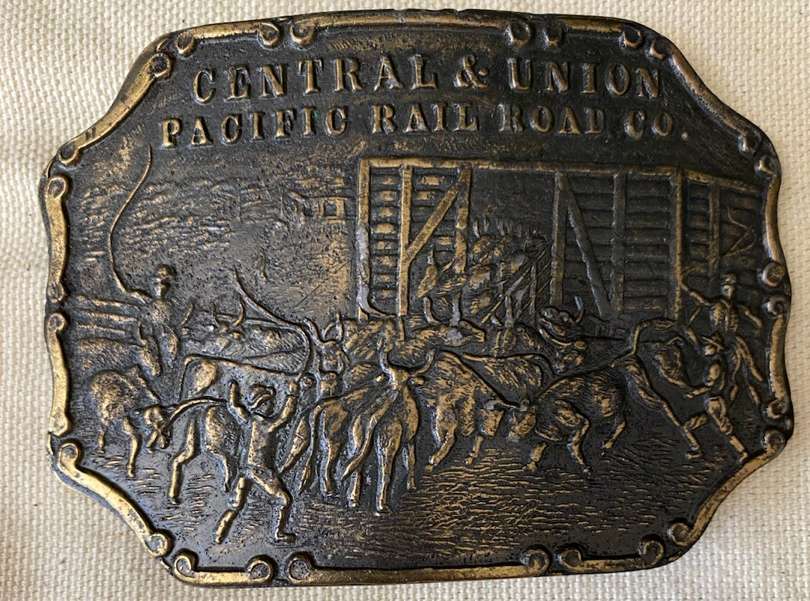 CENTRAL & UNION
PACIFIC RAIL ROAD CO.